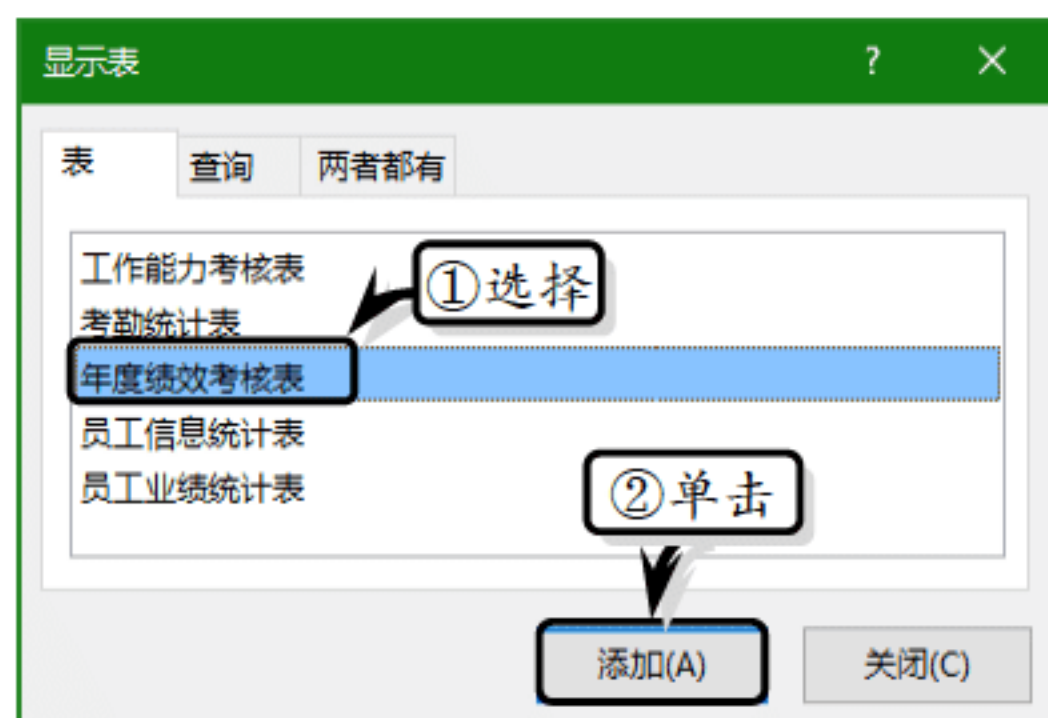 显示表 ? ×
表 查询 两者都有
工作能力考核表
①选择
考勤统计表
年度绩效考核表
员工信息统计表
员工业绩统计表
②单击
添加(A) 关闭(C)